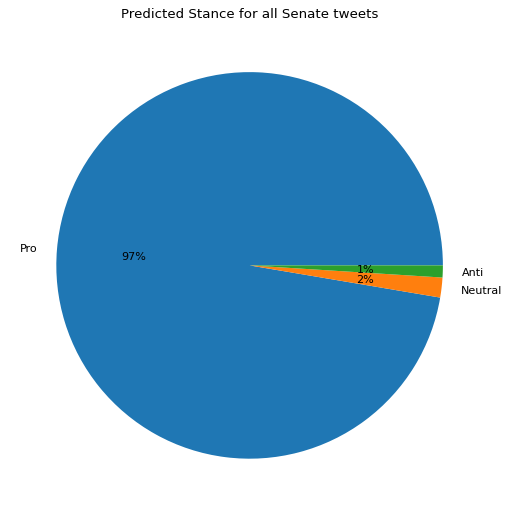 Predicted Stance for all Senate tweets
Pro
97%
1%
Anti
2%
Neutral